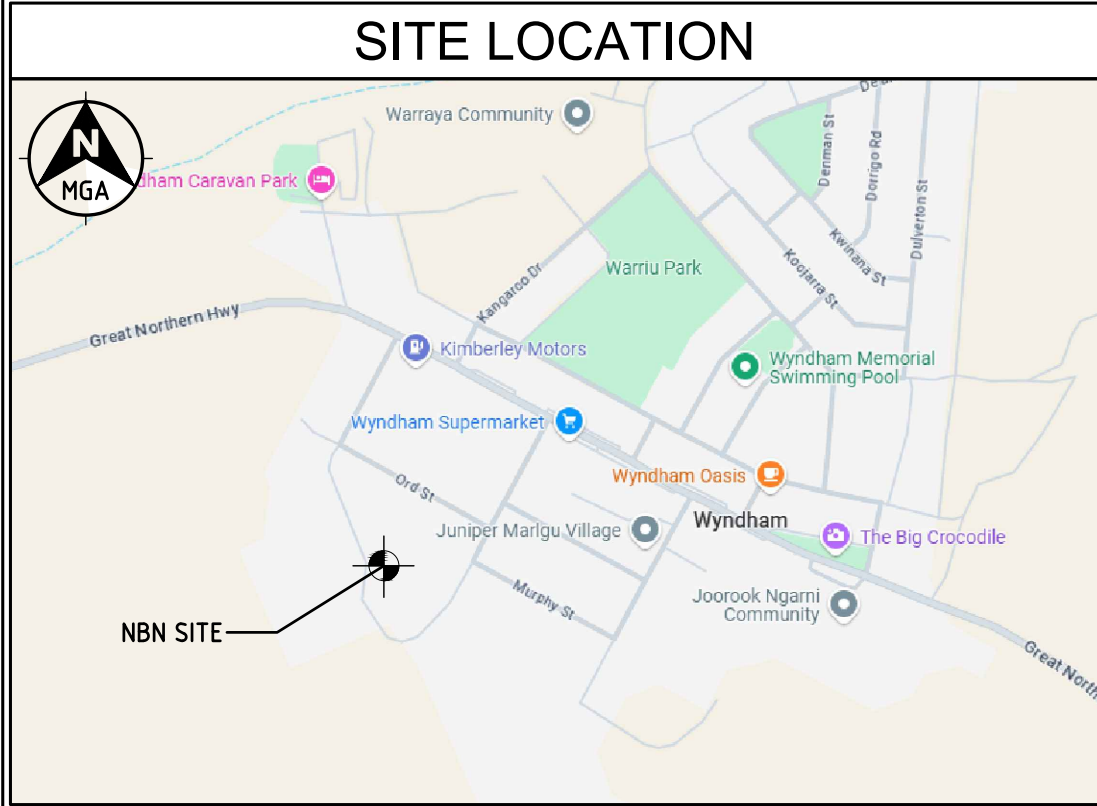 SITE LOCATION
N
MGA
Warraya Community
dham Caravan Park
Denman St
Dorrigo Rd
Dulverton St
Kwinana St
Koojarra St
Warriu Park
Kangaroo Dr
Great Northern Hwy
Kimberley Motors
Wyndham Memorial
Swimming Pool
Wyndham Supermarket
Ord St
Wyndham Oasis
Juniper Marlgu Village
Wyndham
The Big Crocodile
Murphy St
Joorook Ngarni
Community
NBN SITE
Great North